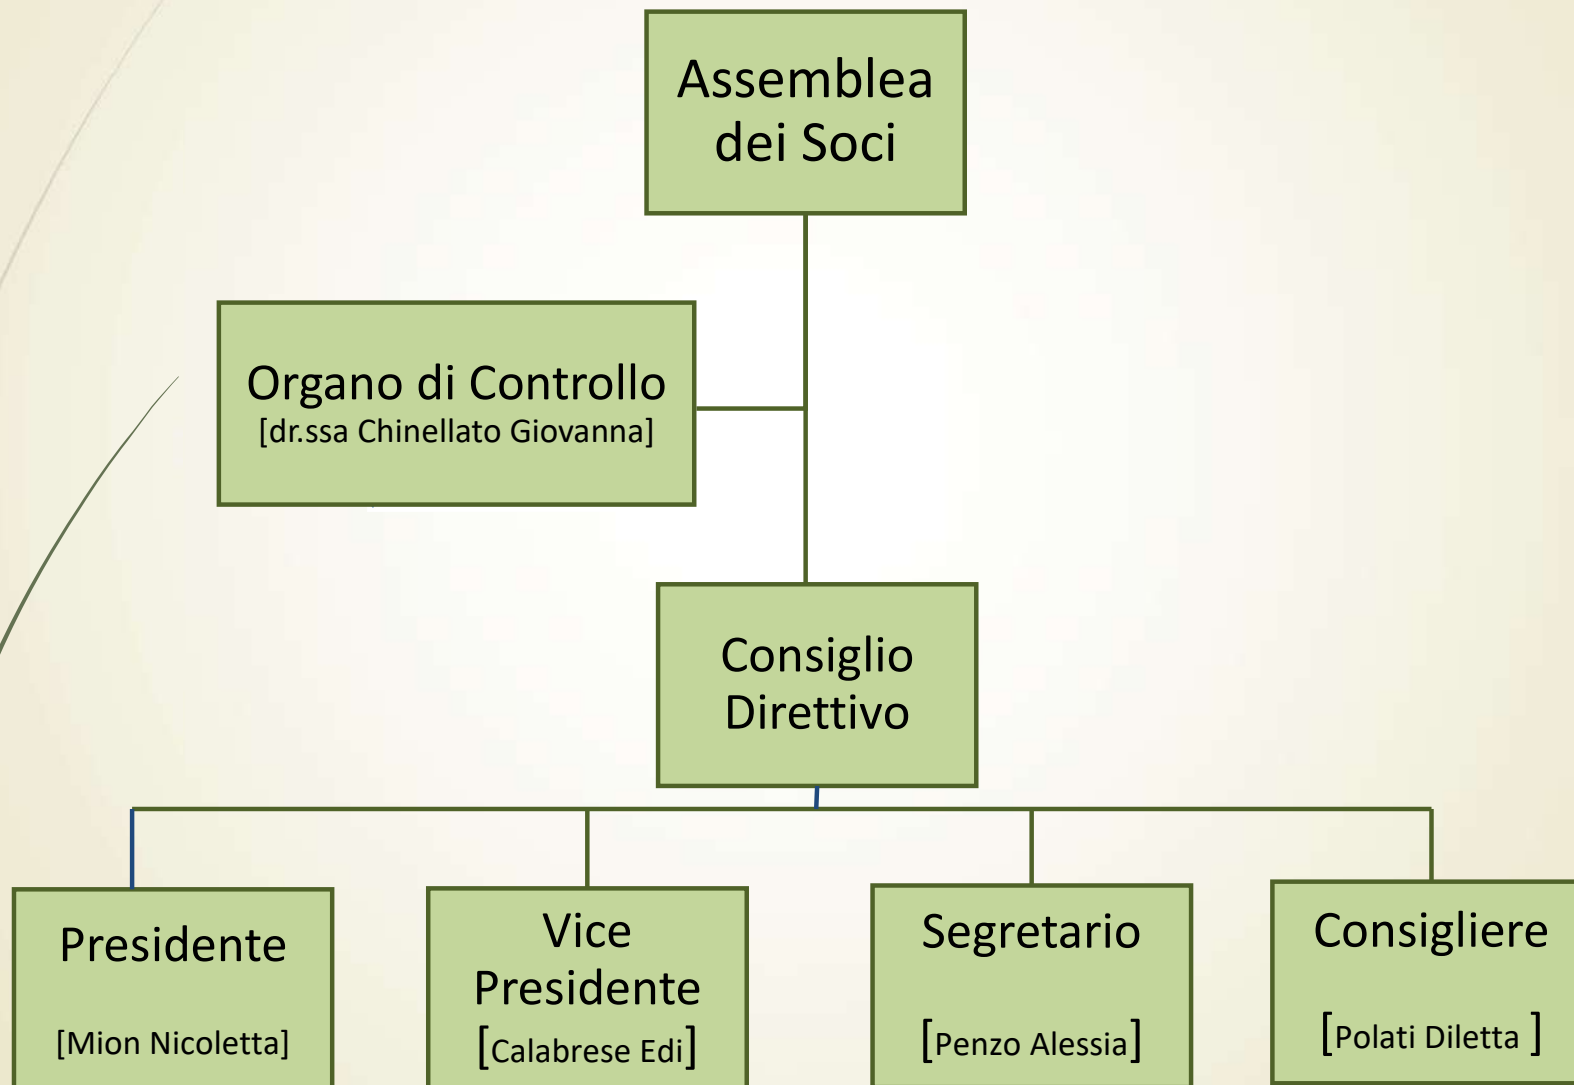 Assemblea
dei Soci
Organo di Controllo
[dr.ssa Chinellato Giovanna]
Consiglio
Direttivo
Presidente
[Mion Nicoletta]
Vice
Presidente
[Calabrese Edi]
Segretario
[Penzo Alessia]
Consigliere
[Polati Diletta ]